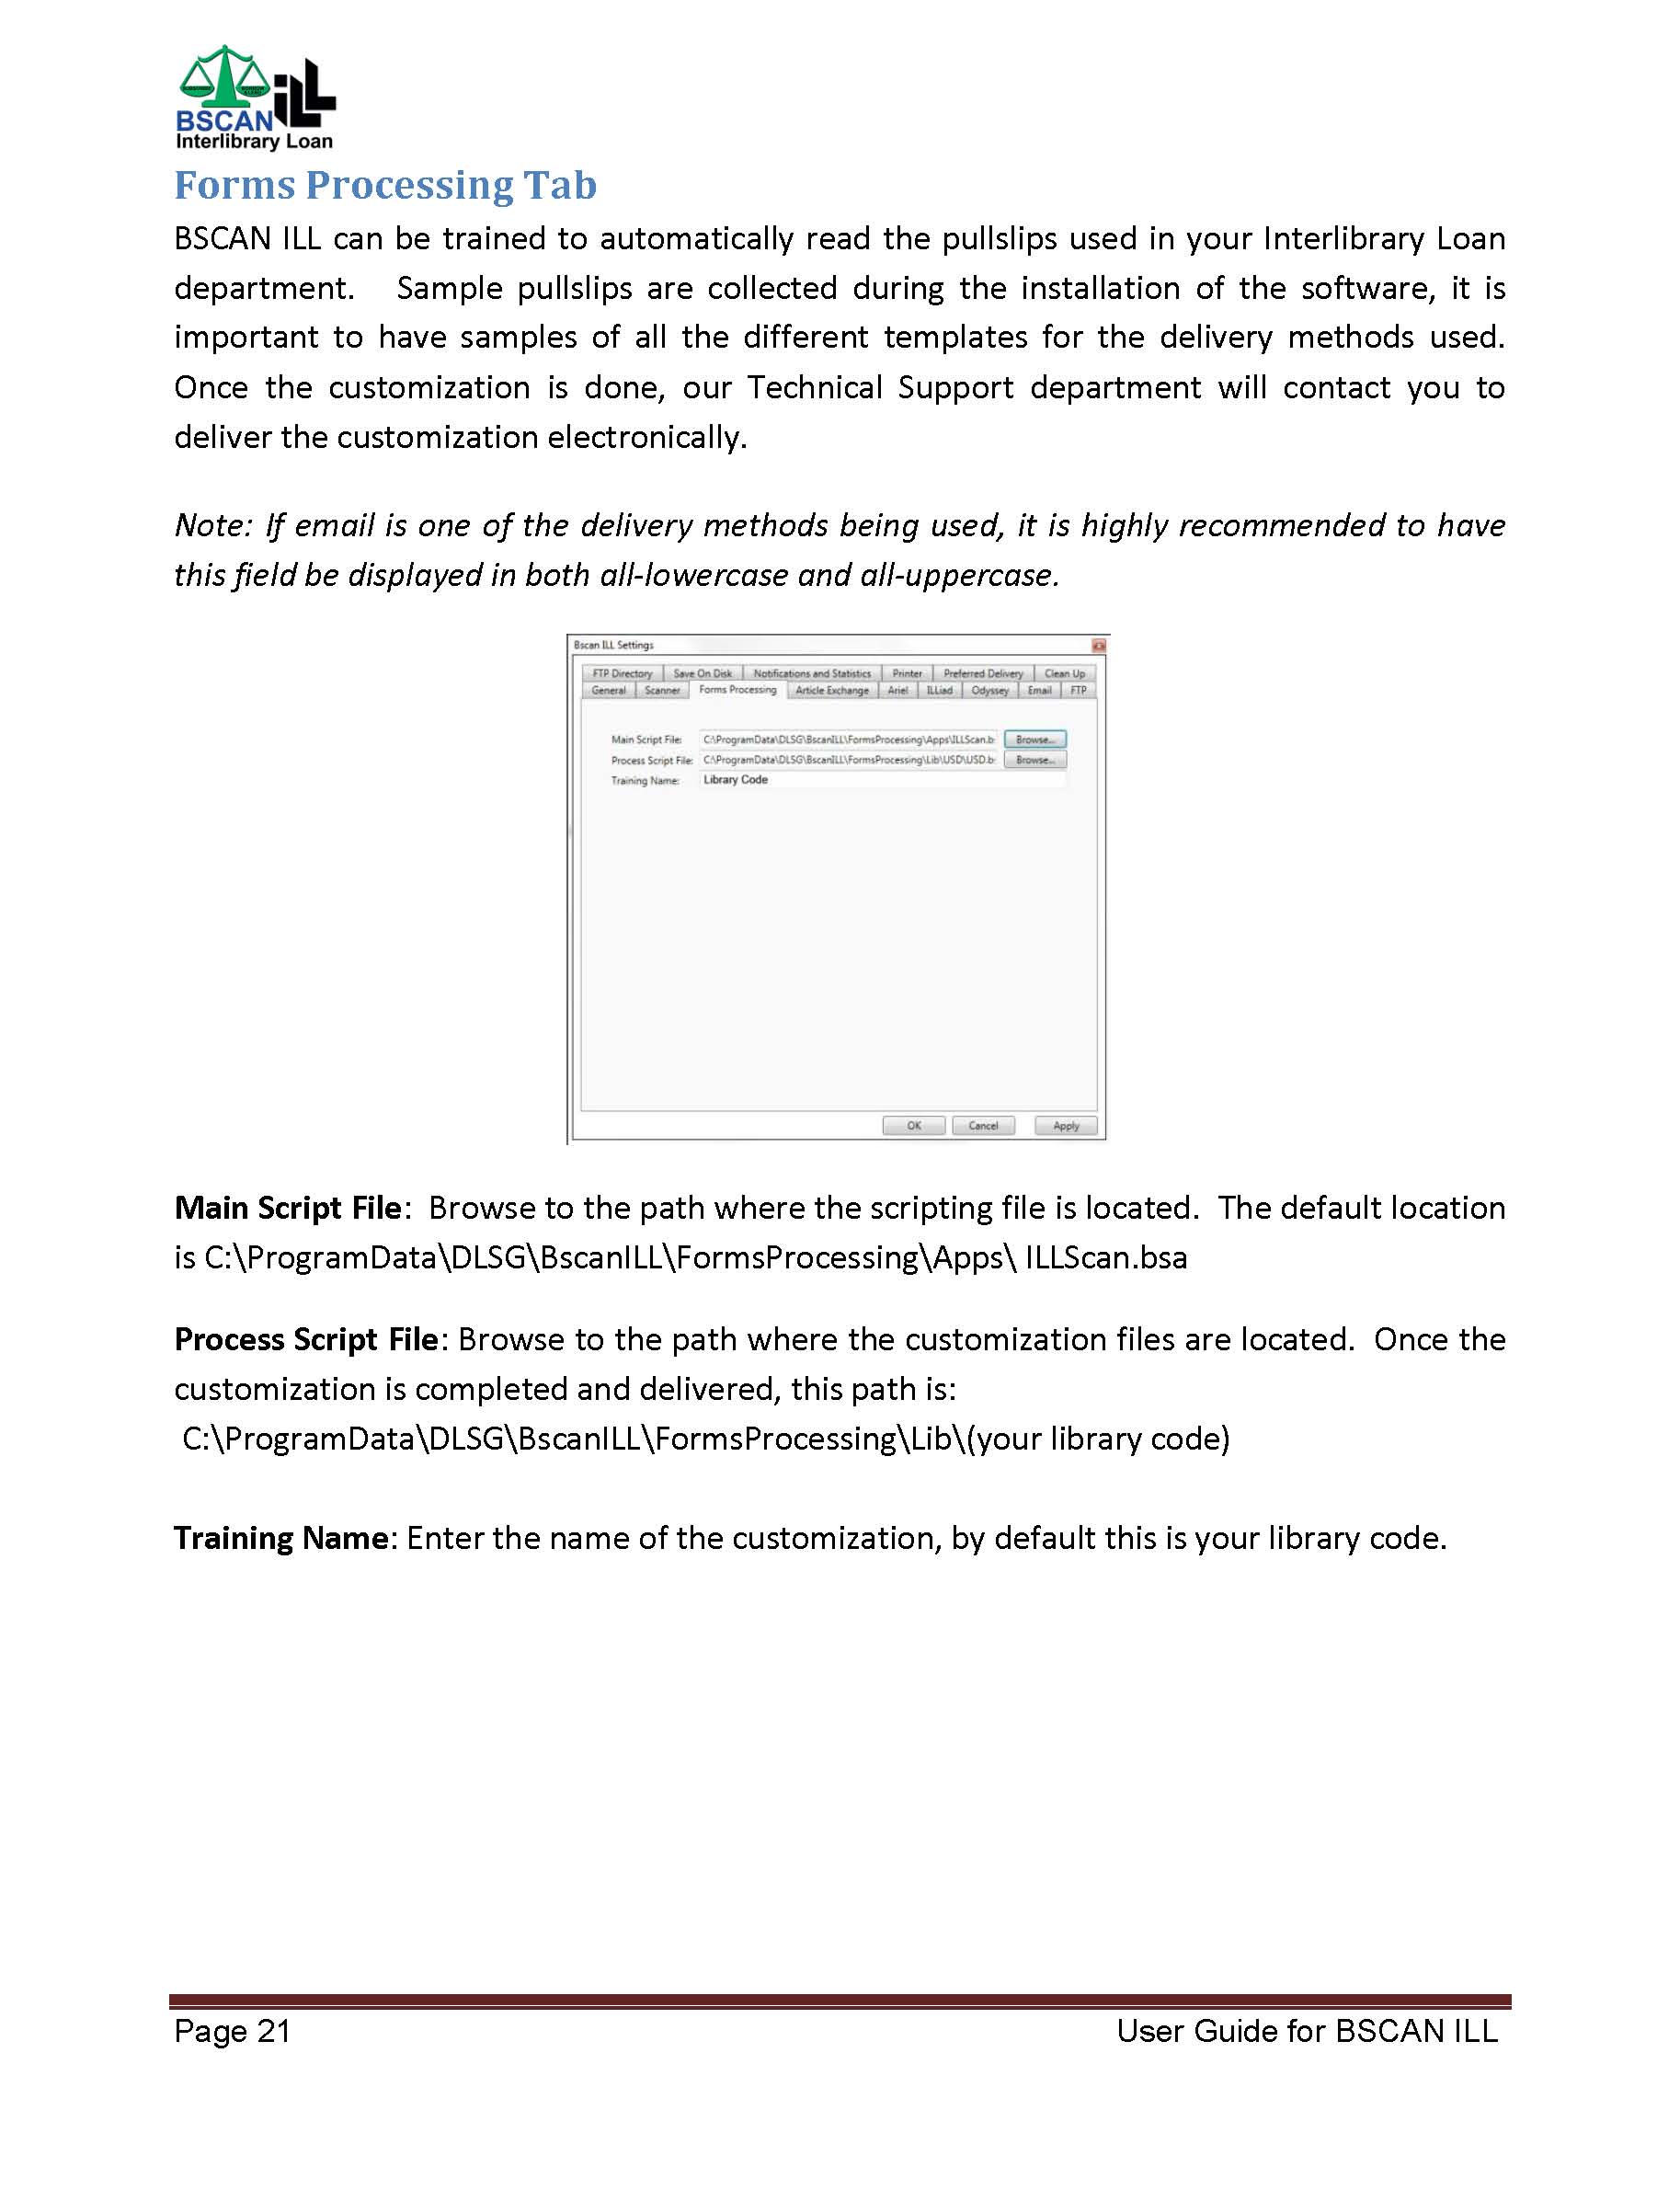 BSCAN ILL
Interlibrary Loan
Forms Processing Tab
BSCAN ILL can be trained to automatically read the pullslips used in your Interlibrary Loan
department. Sample pullslips are collected during the installation of the software, it is
important to have samples of all the different templates for the delivery methods used.
Once the customization is done, our Technical Support department will contact you to
deliver the customization electronically.
Note: If email is one of the delivery methods being used, it is highly recommended to have
this field be displayed in both all-lowercase and all-uppercase.
Bscan ILL Settings
FTP Directory Save On Disk Notifications and Statistics Printer Preferred Delivery Clean Up
General Scanner Forms Processing Article Exchange Ariel ILLiad Odyssey Email FTP
Main Script File: C:\ProgramData\DLSG\BscanILL\FormsProcessing\Apps\ILLScan.b Browse...
Process Script File: C:\ProgramData\DLSG\BscanILL\FormsProcessing\Lib\USD\USD.b Browse...
Training Name: Library Code
OK Cancel Apply
Main Script File: Browse to the path where the scripting file is located. The default location
is C:\ProgramData\DLSG\BscanILL\FormsProcessing\Apps\ ILLScan.bsa
Process Script File: Browse to the path where the customization files are located. Once the
customization is completed and delivered, this path is:
C:\ProgramData\DLSG\BscanILL\FormsProcessing\Lib\(your library code)
Training Name: Enter the name of the customization, by default this is your library code.
Page 21 User Guide for BSCAN ILL